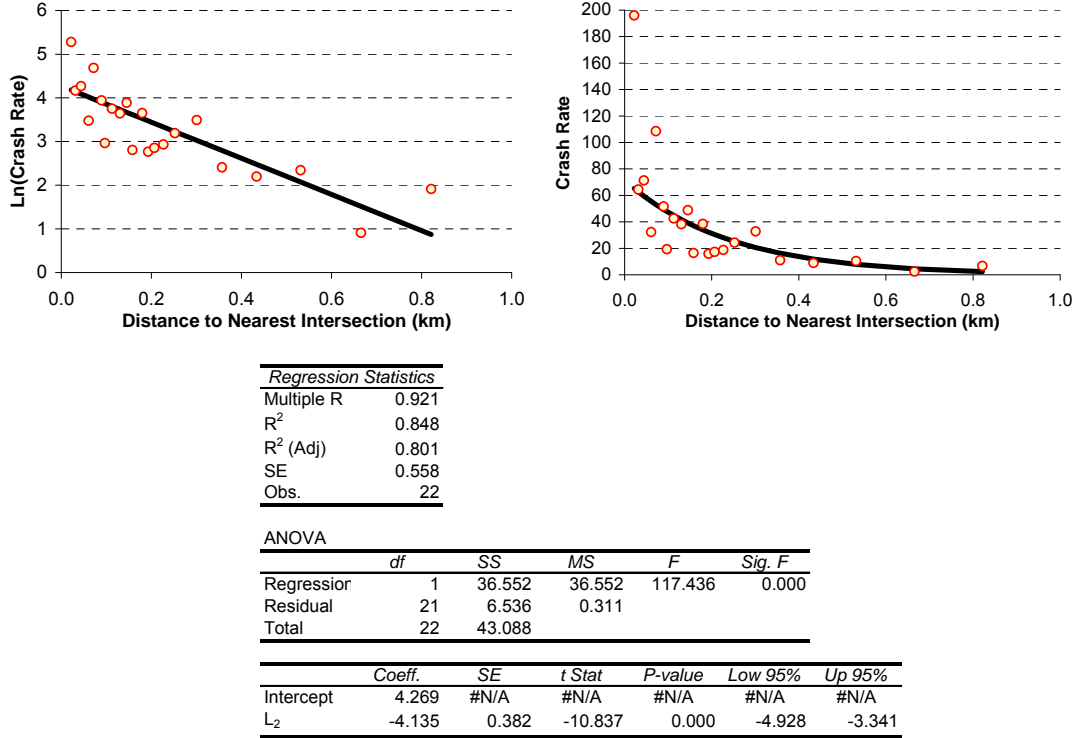 6
5
4
3
2
1
0
Ln(Crash Rate)
0.0 0.2 0.4 0.6 0.8 1.0
Distance to Nearest Intersection (km)
200
180
160
140
120
100
80
60
40
20
0
Crash Rate
0.0 0.2 0.4 0.6 0.8 1.0
Distance to Nearest Intersection (km)
Regression Statistics
Multiple R 0.921
R² 0.848
R² (Adj) 0.801
SE 0.558
Obs. 22
ANOVA
df SS MS F Sig. F
Regression 1 36.552 36.552 117.436 0.000
Residual 21 6.536 0.311
Total 22 43.088
Coeff. SE t Stat P-value Low 95% Up 95%
Intercept 4.269 #N/A #N/A #N/A #N/A #N/A
L₂ -4.135 0.382 -10.837 0.000 -4.928 -3.341